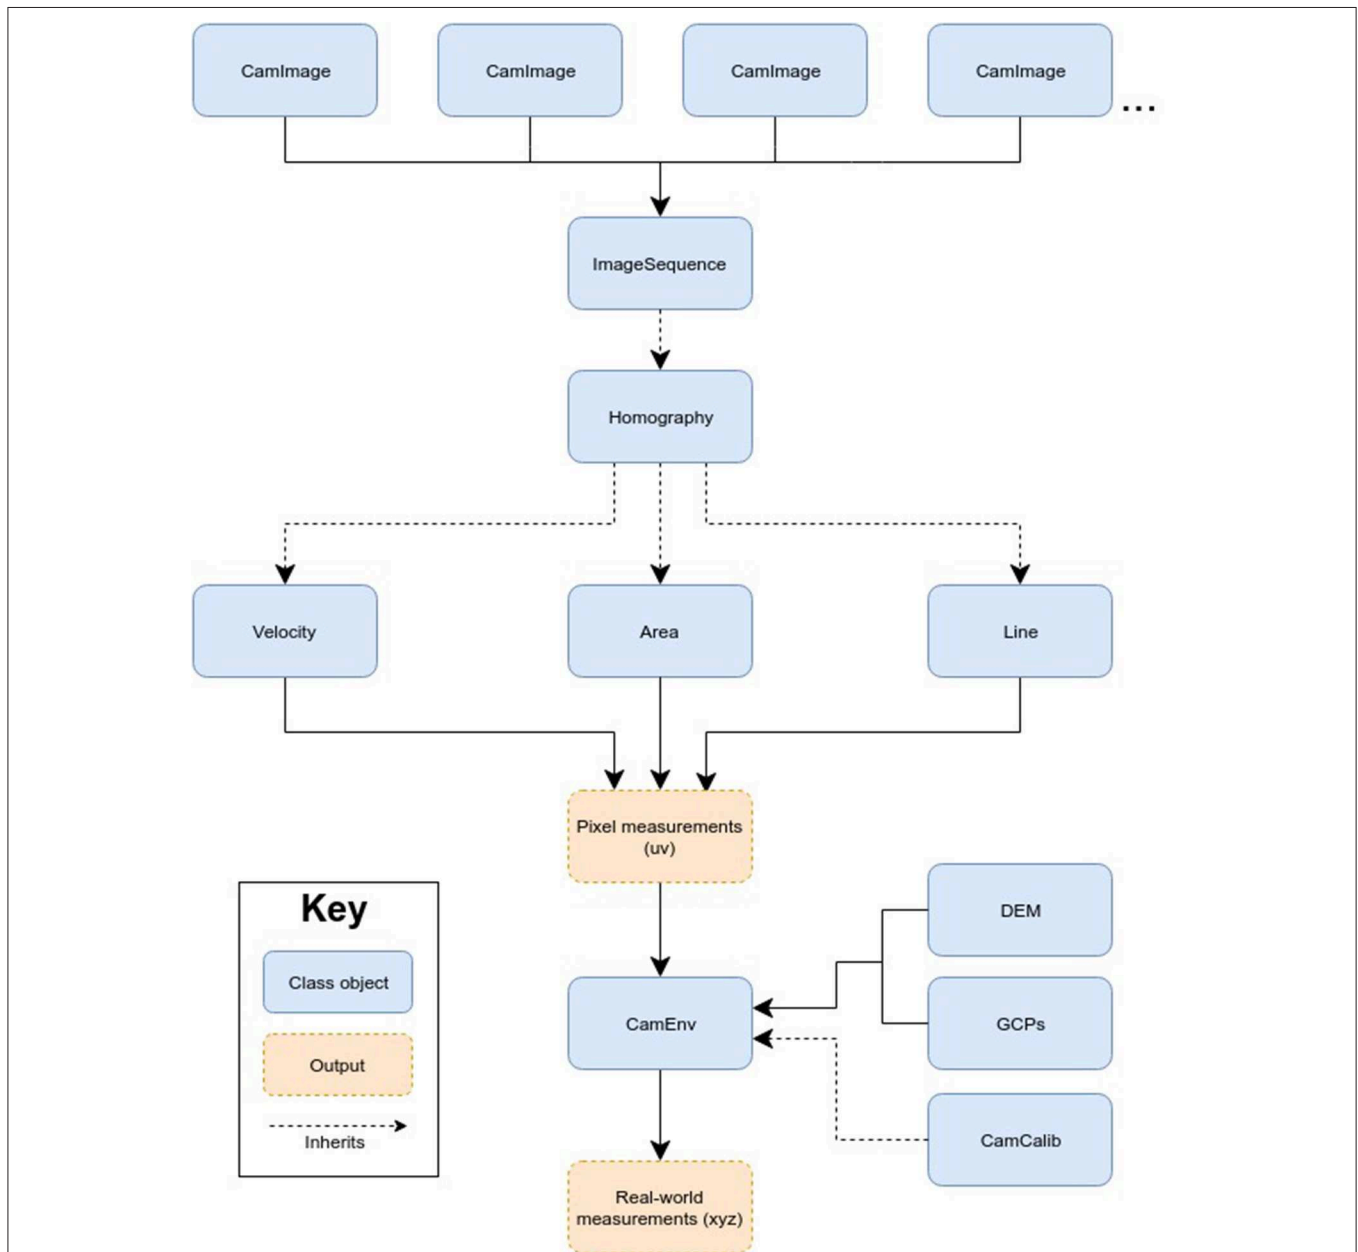 CamImage
CamImage
CamImage
CamImage
...
ImageSequence
Homography
Velocity
Area
Line
Pixel measurements
(uv)
Key
Class object
Output
Inherits
DEM
CamEnv
GCPs
CamCalib
Real-world
measurements (xyz)